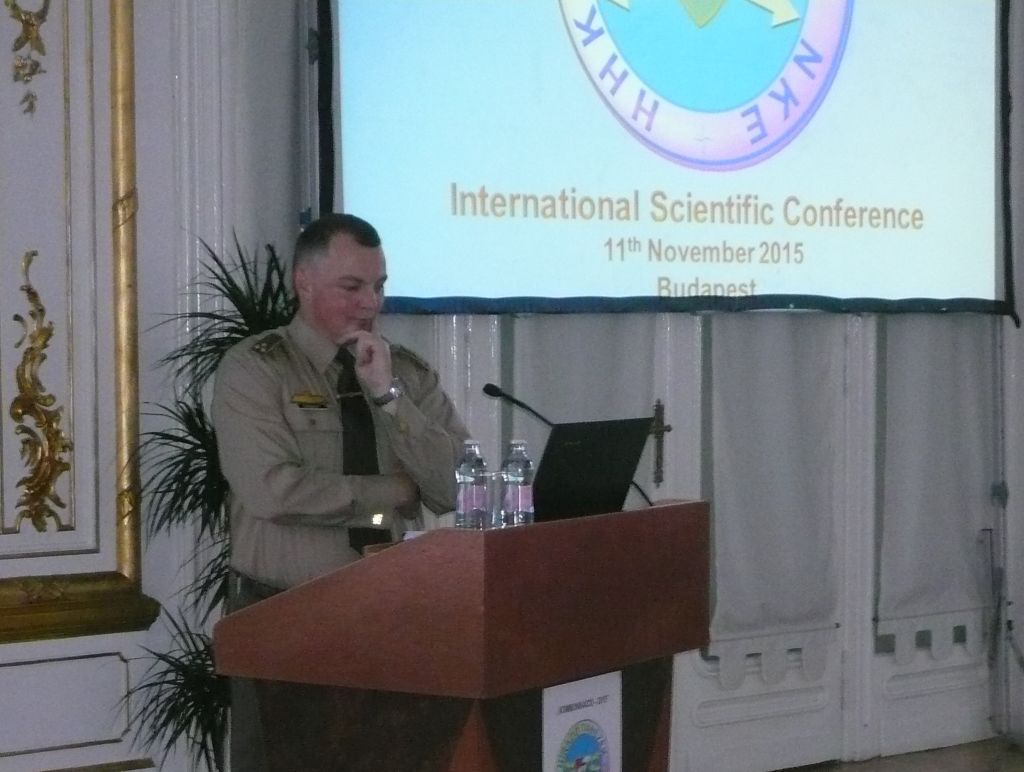 HHK NKE
International Scientific Conference
11th November 2015
Budapest